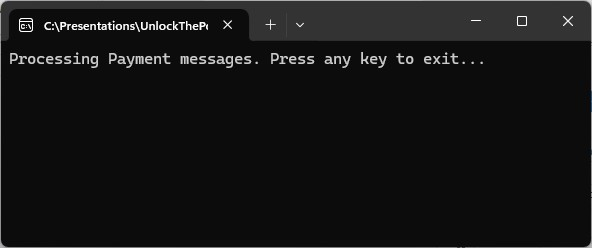 C:\Presentations\UnlockThePo
Processing Payment messages. Press any key to exit...